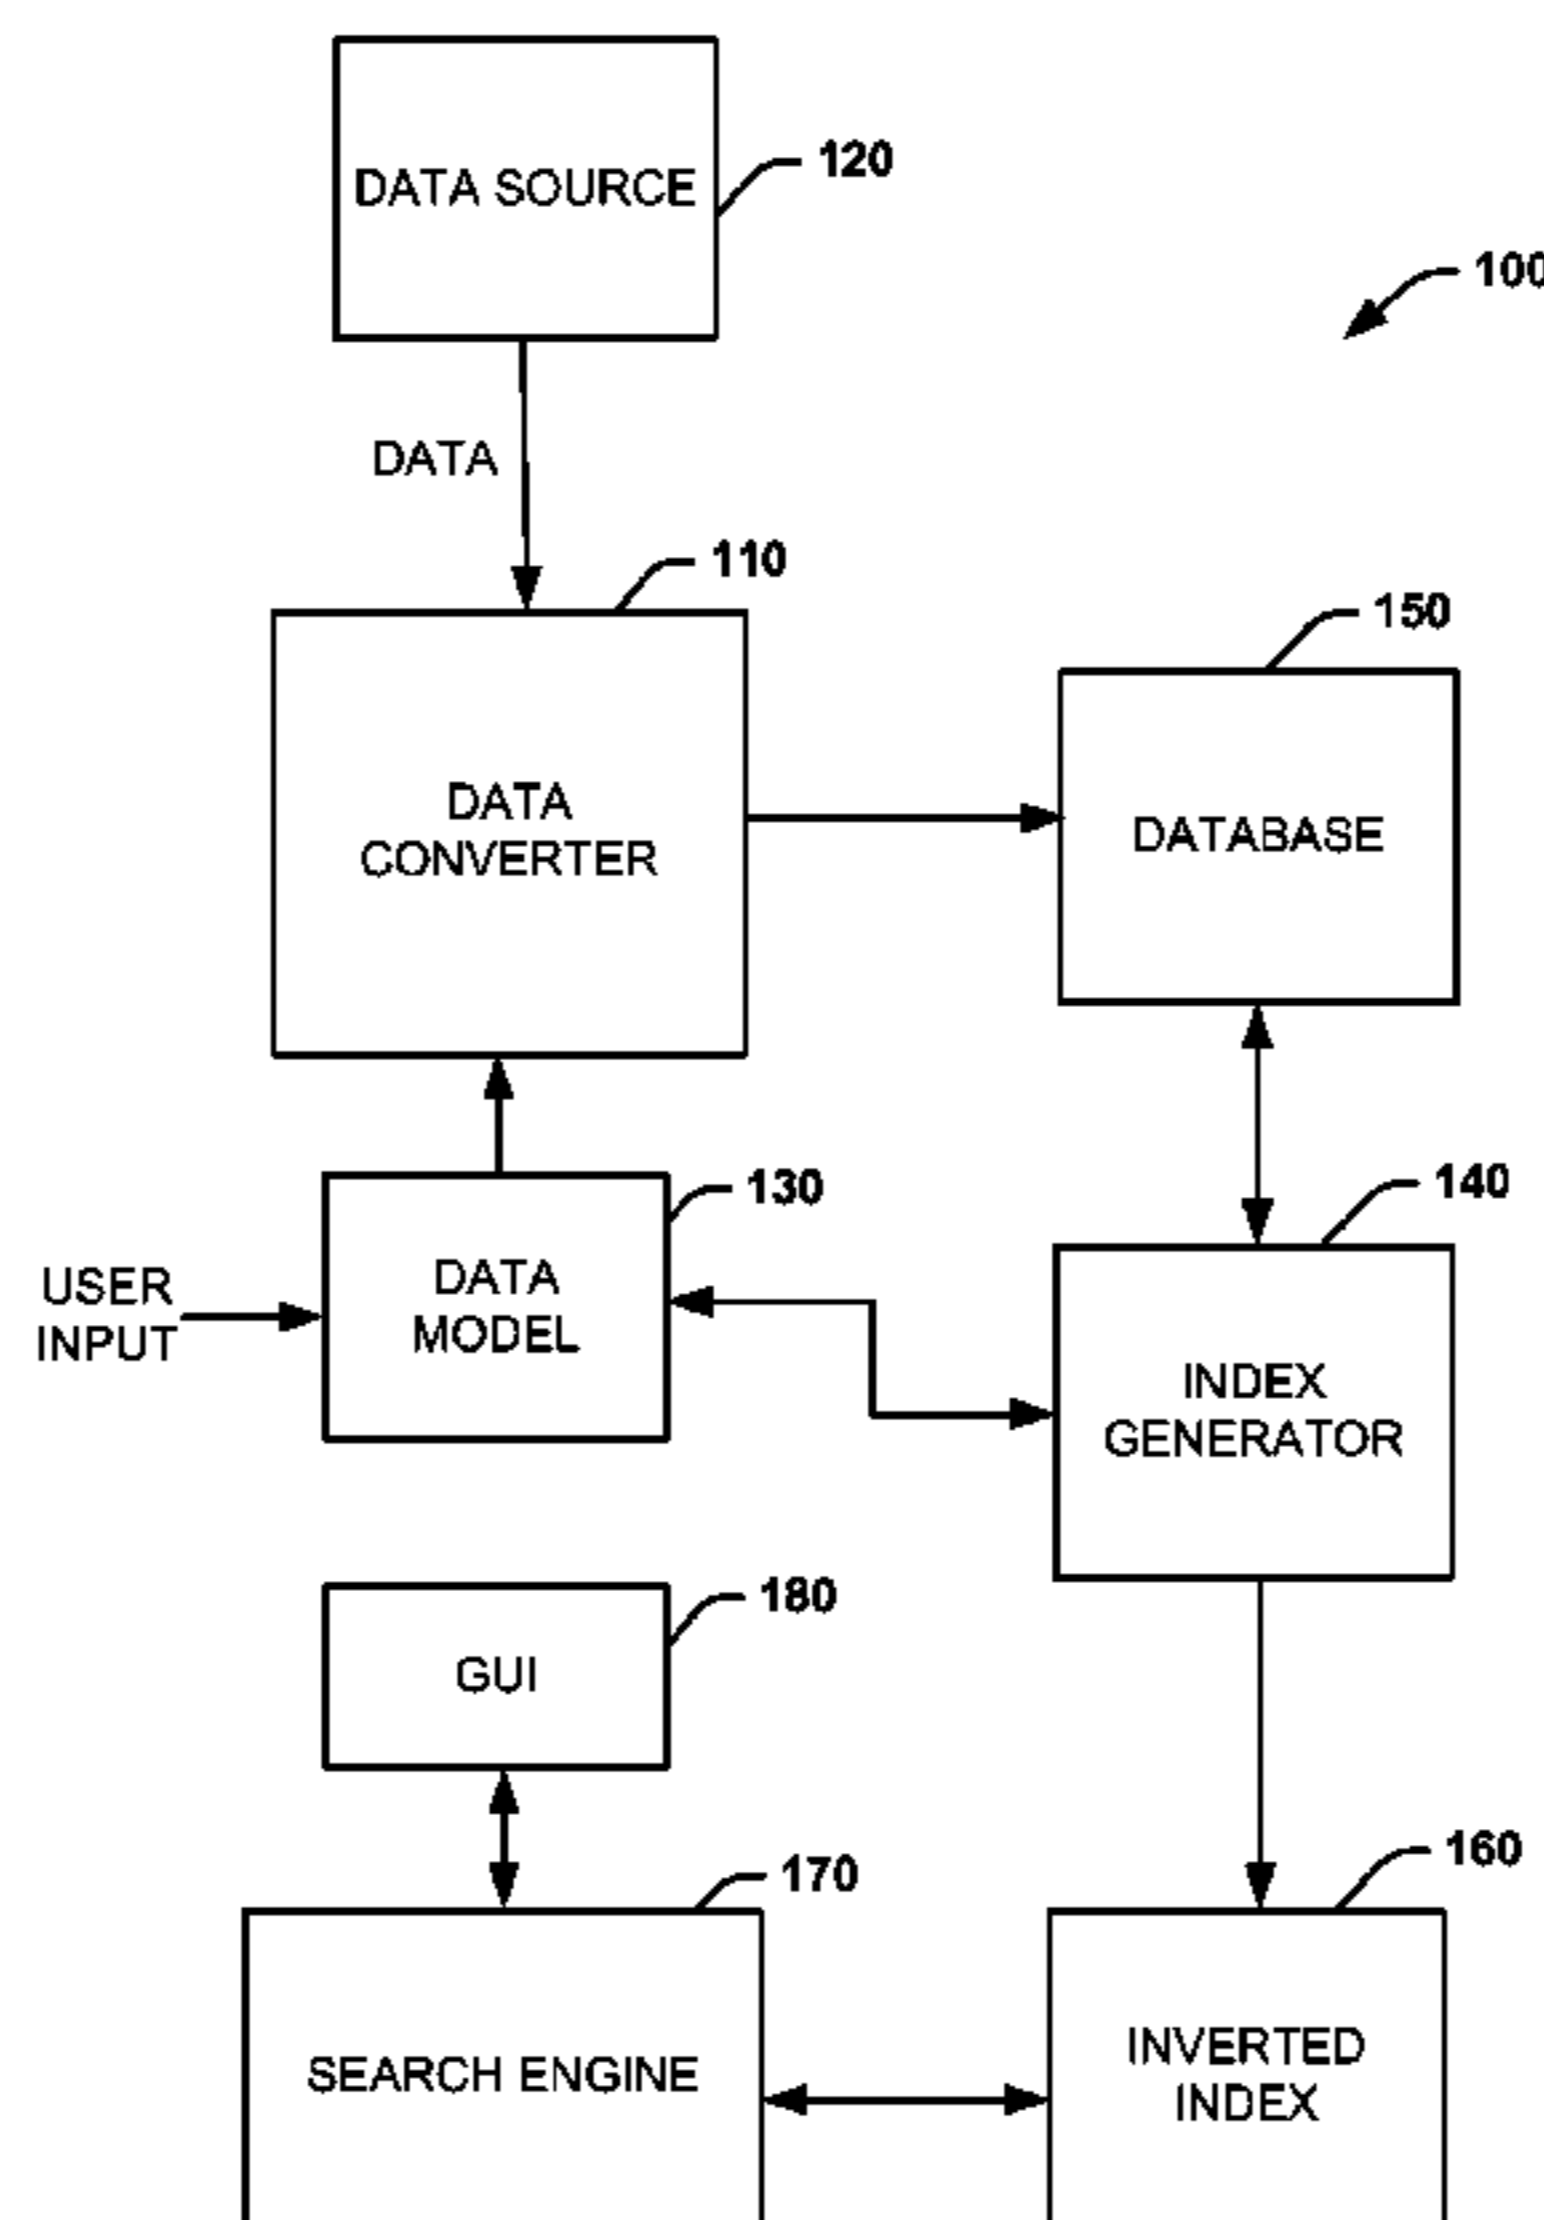 DATA SOURCE
120
100
DATA
110
150
DATA
CONVERTER
DATABASE
130
140
USER
INPUT
DATA
MODEL
INDEX
GENERATOR
180
GUI
170
160
SEARCH ENGINE
INVERTED
INDEX